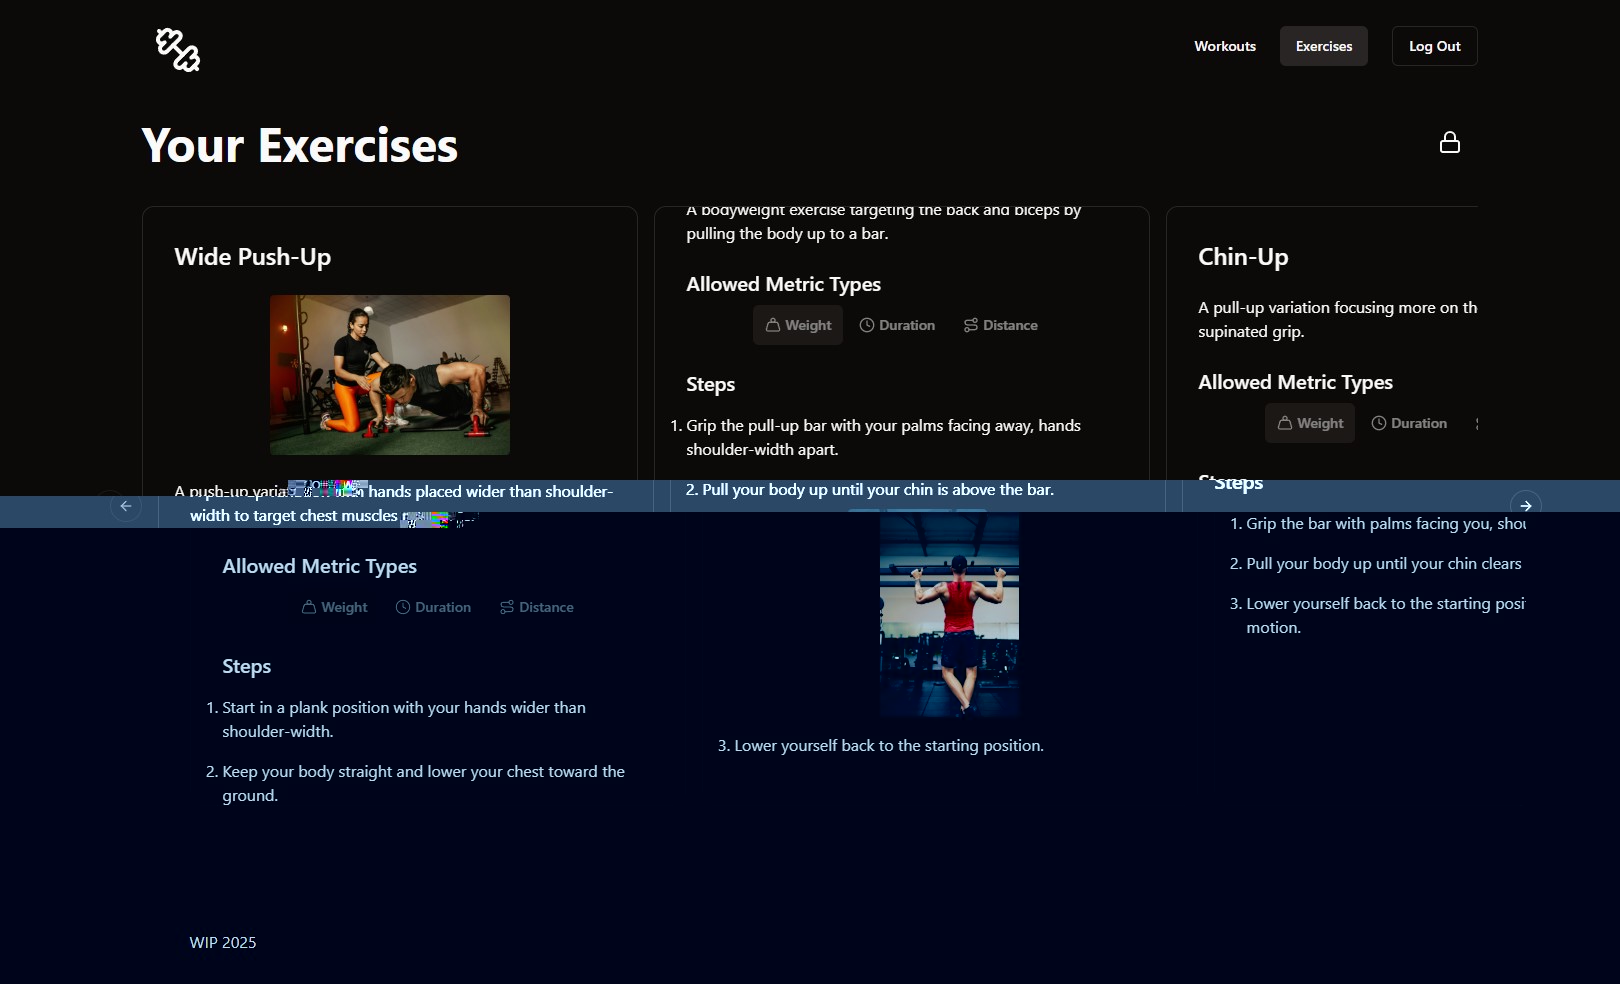 Workouts
Exercises
Log Out
Your Exercises
Wide Push-Up
A push-up hands placed wider than shoulder-
width to target chest muscles
Allowed Metric Types
Weight Duration Distance
Steps
1. Start in a plank position with your hands wider than
shoulder-width.
2. Keep your body straight and lower your chest toward the
ground.
A bodyweight exercise targeting the back and biceps by
pulling the body up to a bar.
Allowed Metric Types
Weight Duration Distance
Steps
1. Grip the pull-up bar with your palms facing away, hands
shoulder-width apart.
2. Pull your body up until your chin is above the bar.
3. Lower yourself back to the starting position.
Chin-Up
A pull-up variation focusing more on th
supinated grip.
Allowed Metric Types
Weight Duration
Steps
1. Grip the bar with palms facing you, shou
2. Pull your body up until your chin clears
3. Lower yourself back to the starting posi
motion.
WIP 2025